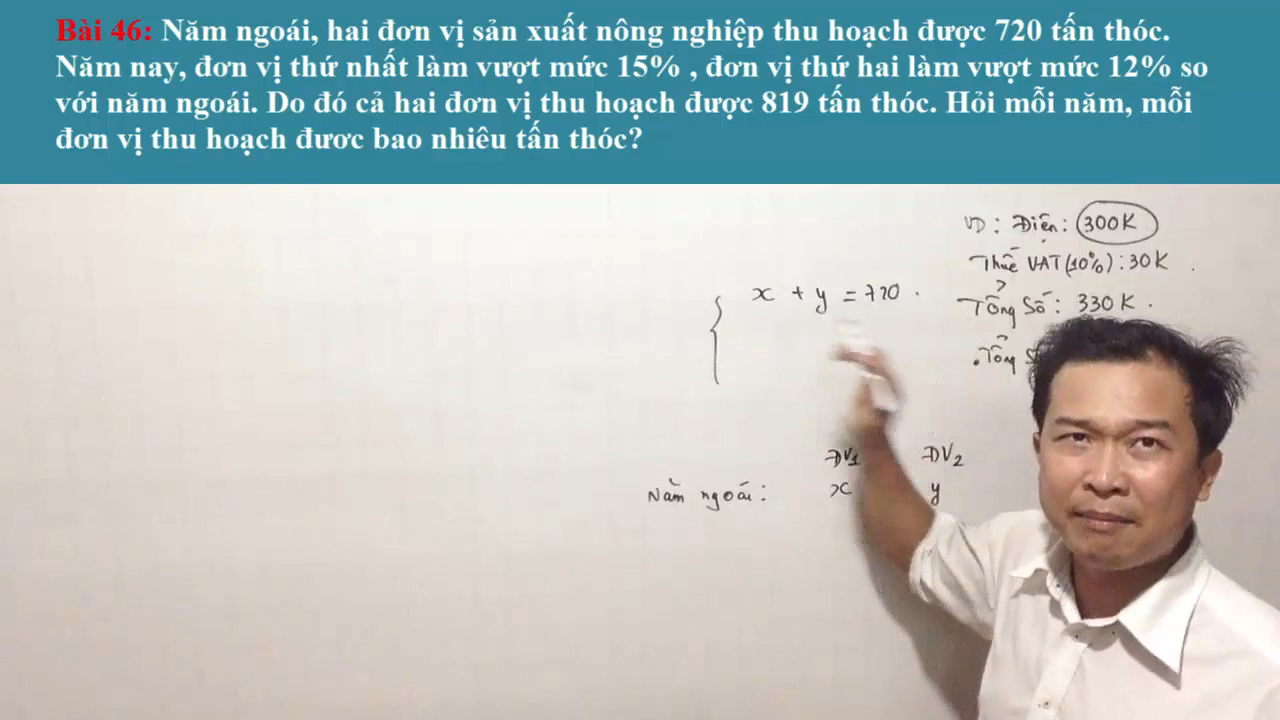 Bài 46: Năm ngoái, hai đơn vị sản xuất nông nghiệp thu hoạch được 720 tấn thóc.
Năm nay, đơn vị thứ nhất làm vượt mức 15% , đơn vị thứ hai làm vượt mức 12% so
với năm ngoái. Do đó cả hai đơn vị thu hoạch được 819 tấn thóc. Hỏi mỗi năm, mỗi
đơn vị thu hoạch đươc bao nhiêu tấn thóc?
VD: Điện: 300K
Thuế VAT (10%): 30K .
x + y = 720 .
Tổng Số: 330K .
.Tổng
ĐV1 ĐV2
Năm ngoái: x y